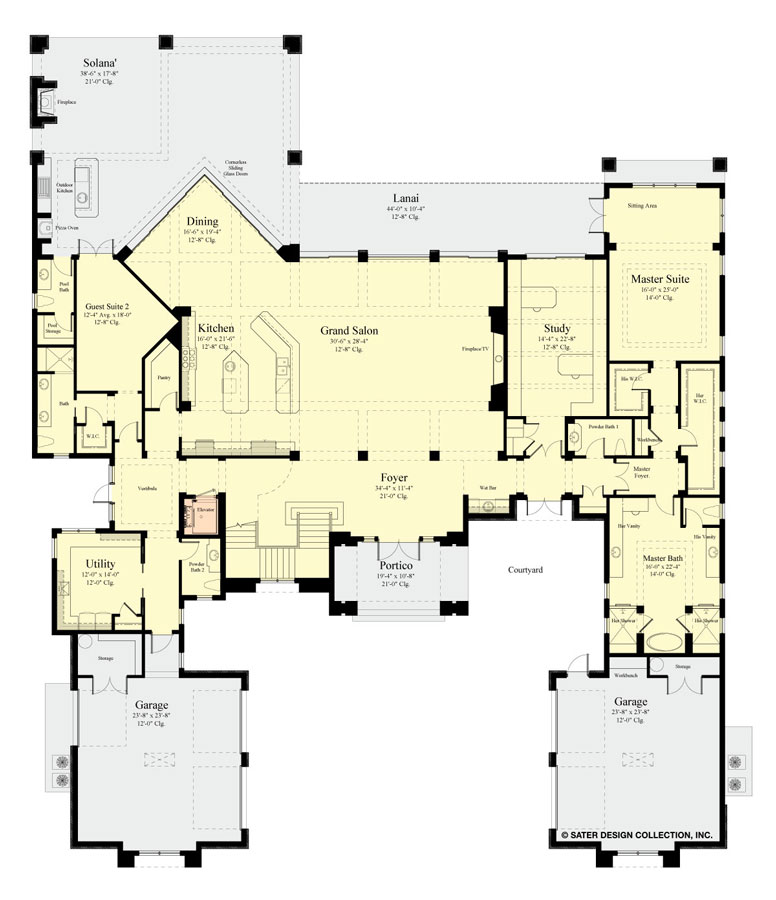 Solana'
38'-6" x 17'-8"
21'-0" Clg.
Fireplace
Cornerless
Sliding
Glass Doors
Outdoor
Kitchen
Pizza Oven
Lanai
44'-0" x 10'-4"
12'-8" Clg.
Sitting Area
Dining
16'-6" x 19'-4"
12'-8" Clg.
Pool
Bath
Guest Suite 2
12'-4" Avg. x 18'-0"
12'-8" Clg.
Pool
Storage
Kitchen
16'-0" x 21'-6"
12'-8" Clg.
Grand Salon
30'-6" x 28'-4"
12'-8" Clg.
Fireplace/TV
Study
14'-4" x 22'-8"
12'-8" Clg.
Master Suite
16'-0" x 25'-0"
14'-0" Clg.
Pantry
Bath
W.I.C.
His W.I.C.
Her
W.I.C.
Powder Bath 1
Workbench
Master
Foyer
Vestibule
Foyer
34'-4" x 11'-4"
21'-0" Clg.
Wet Bar
Elevator
Utility
12'-0" x 14'-0"
12'-0" Clg.
Powder
Bath 2
Portico
19'-4" x 10'-8"
21'-0" Clg.
Courtyard
Her Vanity
His Vanity
Master Bath
16'-0" x 22'-4"
14'-0" Clg.
His Shower
Storage
Workbench
Storage
Garage
23'-8" x 23'-8"
12'-0" Clg.
Garage
23'-8" x 23'-8"
12'-0" Clg.
© SATER DESIGN COLLECTION, INC.